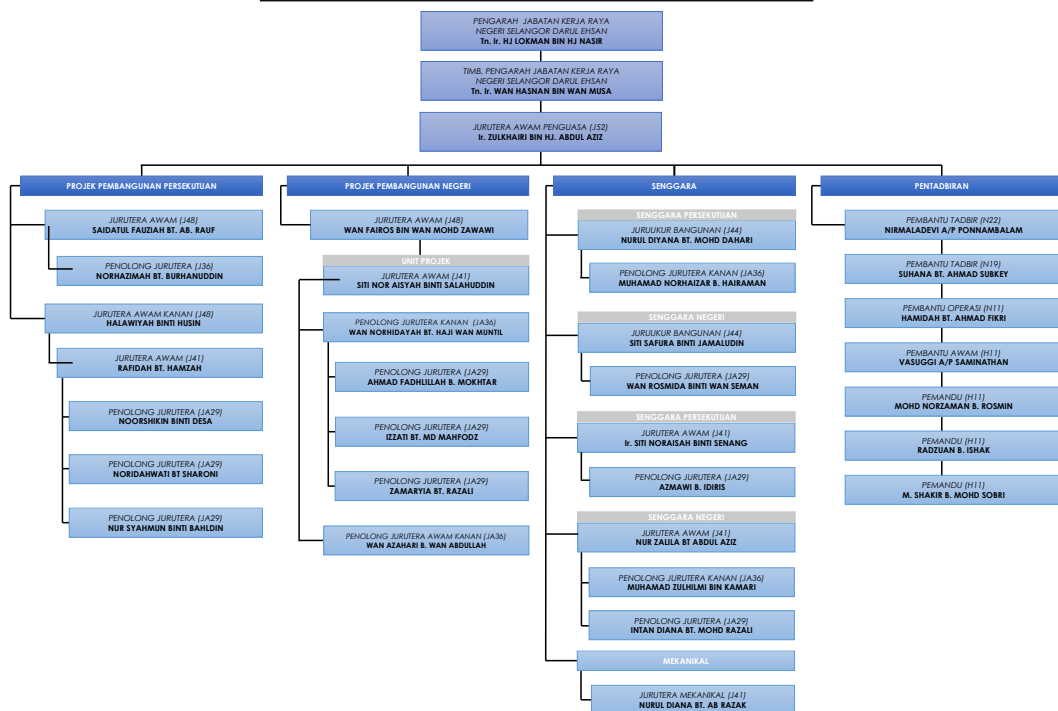 PENGARAH JABATAN KERJA RAYA
NEGERI SELANGOR DARUL EHSAN
Tn. Ir. HJ LOKMAN BIN HJ NASIR
TIMB. PENGARAH JABATAN KERJA RAYA
NEGERI SELANGOR DARUL EHSAN
Tn. Ir. WAN HASNAN BIN WAN MUSA
JURUTERA AWAM PENGUASA (J52)
Ir. ZULKHAIRI BIN HJ. ABDUL AZIZ
PROJEK PEMBANGUNAN PERSEKUTUAN
JURUTERA AWAM (J48)
SAIDATUL FAUZIAH BT. AB. RAUF
PENOLONG JURUTERA (J36)
NORHAZIMAH BT. BURHANUDDIN
JURUTERA AWAM KANAN (J48)
HALAWIYAH BINTI HUSIN
JURUTERA AWAM (J41)
RAFIDAH BT. HAMZAH
PENOLONG JURUTERA (JA29)
NOORSHIKIN BINTI DESA
PENOLONG JURUTERA (JA29)
NORIDAHWATI BT SHARONI
PENOLONG JURUTERA (JA29)
NUR SYAHMUN BINTI BAHLDIN
PROJEK PEMBANGUNAN NEGERI
JURUTERA AWAM (J48)
WAN FAIROS BIN WAN MOHD ZAWAWI
UNIT PROJEK
JURUTERA AWAM (J41)
SITI NOR AISYAH BINTI SALAHUDDIN
PENOLONG JURUTERA KANAN (JA36)
WAN NORHIDAYAH BT. HAJI WAN MUNTIL
PENOLONG JURUTERA (JA29)
AHMAD FADHLILLAH B. MOKHTAR
PENOLONG JURUTERA (JA29)
IZZATI BT. MD MAHFODZ
PENOLONG JURUTERA (JA29)
ZAMARYIA BT. RAZALI
PENOLONG JURUTERA AWAM KANAN (JA36)
WAN AZAHARI B. WAN ABDULLAH
SENGGARA
SENGGARA PERSEKUTUAN
JURUUKUR BANGUNAN (J44)
NURUL DIYANA BT. MOHD DAHARI
PENOLONG JURUTERA KANAN (JA36)
MUHAMAD NORHAIZAR B. HAIRAMAN
SENGGARA NEGERI
JURUUKUR BANGUNAN (J44)
SITI SAFURA BINTI JAMALUDIN
PENOLONG JURUTERA (JA29)
WAN ROSMIDA BINTI WAN SEMAN
SENGGARA PERSEKUTUAN
JURUTERA AWAM (J41)
Ir. SITI NORAISAH BINTI SENANG
PENOLONG JURUTERA (JA29)
AZMAWI B. IDIRIS
SENGGARA NEGERI
JURUTERA AWAM (J41)
NUR ZALILA BT ABDUL AZIZ
PENOLONG JURUTERA KANAN (JA36)
MUHAMAD ZULHILMI BIN KAMARI
PENOLONG JURUTERA (JA29)
INTAN DIANA BT. MOHD RAZALI
MEKANIKAL
JURUTERA MEKANIKAL (J41)
NURUL DIANA BT. AB RAZAK
PENTADBIRAN
PEMBANTU TADBIR (N22)
NIRMALADEVI A/P PONNAMBALAM
PEMBANTU TADBIR (N19)
SUHANA BT. AHMAD SUBKEY
PEMBANTU OPERASI (N11)
HAMIDAH BT. AHMAD FIKRI
PEMBANTU AWAM (H11)
VASUGGI A/P SAMINATHAN
PEMANDU (H11)
MOHD NORZAMAN B. ROSMIN
PEMANDU (H11)
RADZUAN B. ISHAK
PEMANDU (H11)
M. SHAKIR B. MOHD SOBRI